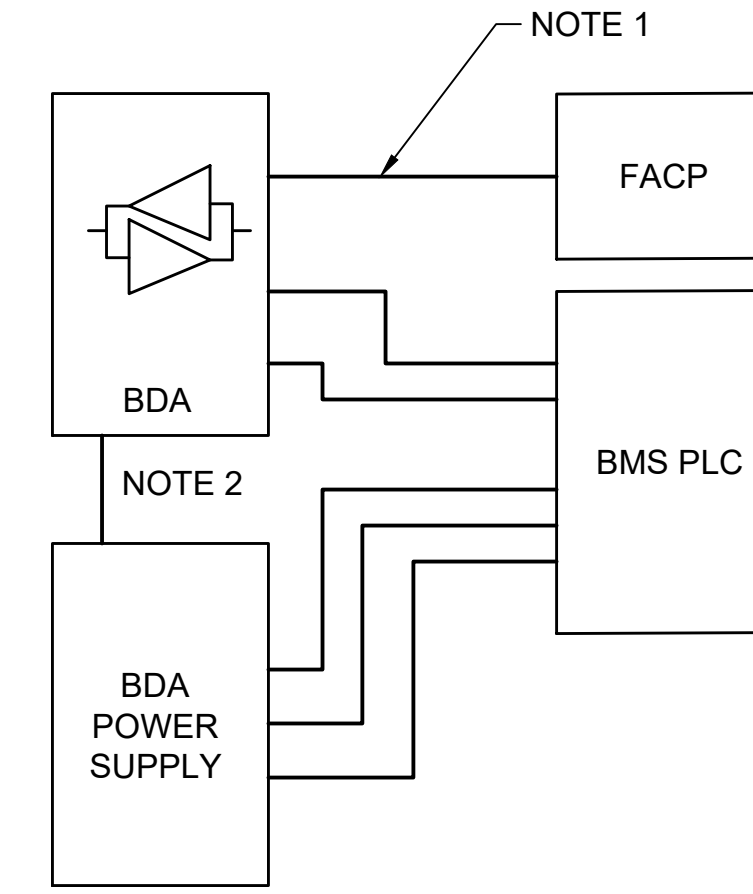 NOTE 1
FACP
BDA
BMS PLC
NOTE 2
BDA
POWER
SUPPLY